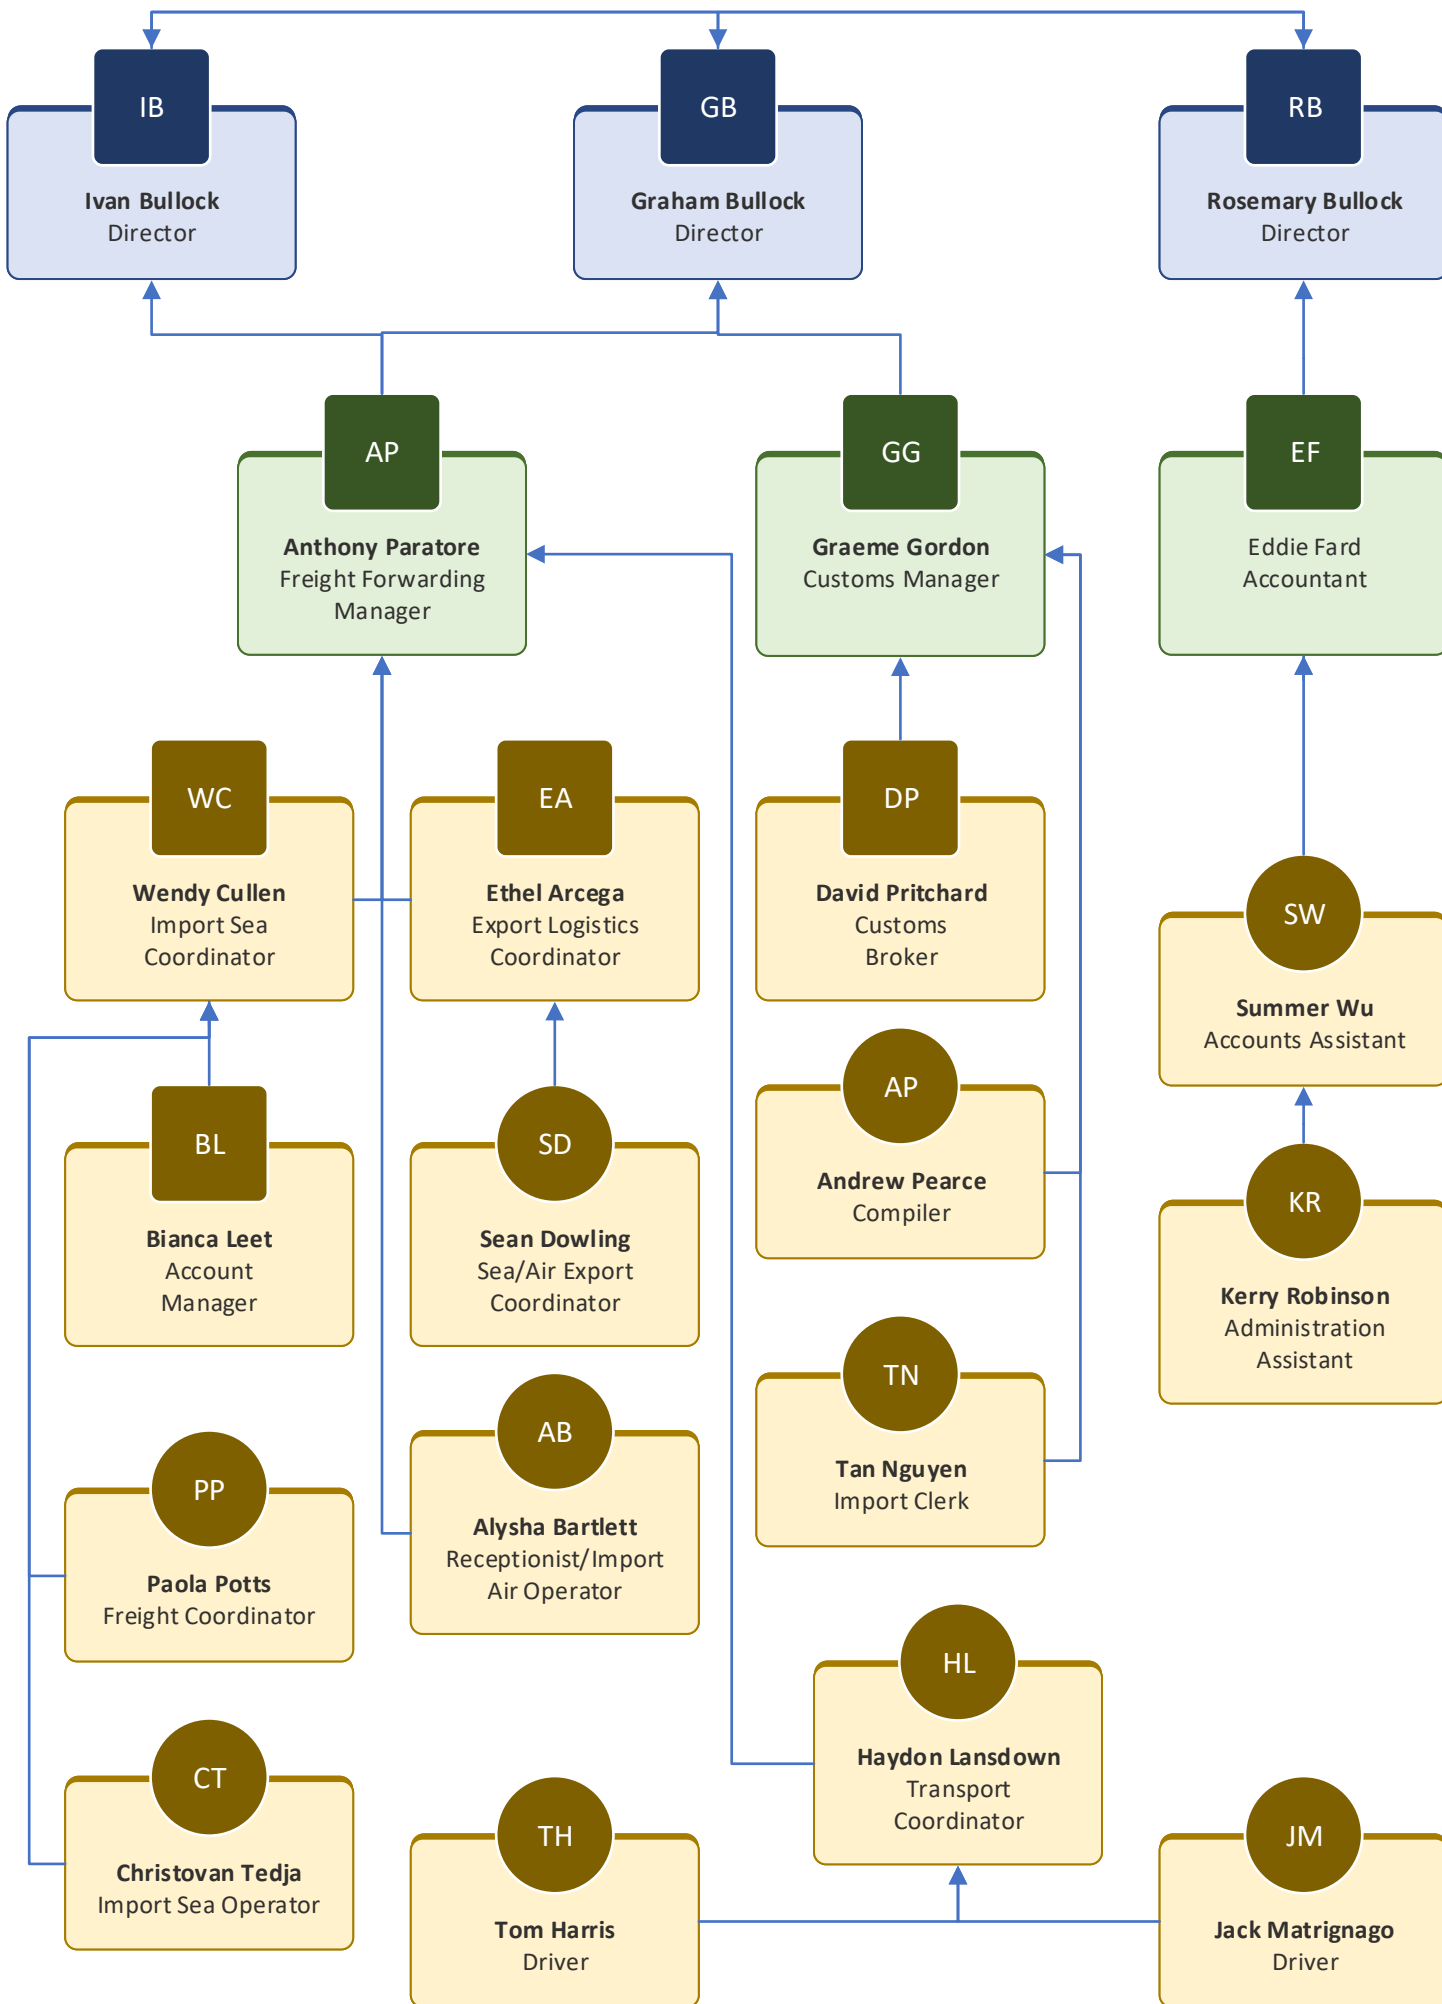 IB
Ivan Bullock
Director
GB
Graham Bullock
Director
RB
Rosemary Bullock
Director
AP
Anthony Paratore
Freight Forwarding
Manager
GG
Graeme Gordon
Customs Manager
EF
Eddie Fard
Accountant
WC
Wendy Cullen
Import Sea
Coordinator
EA
Ethel Arcega
Export Logistics
Coordinator
DP
David Pritchard
Customs
Broker
SW
Summer Wu
Accounts Assistant
BL
Bianca Leet
Account
Manager
SD
Sean Dowling
Sea/Air Export
Coordinator
AP
Andrew Pearce
Compiler
KR
Kerry Robinson
Administration
Assistant
TN
Tan Nguyen
Import Clerk
PP
Paola Potts
Freight Coordinator
AB
Alysha Bartlett
Receptionist/Import
Air Operator
HL
Haydon Lansdown
Transport
Coordinator
CT
Christovan Tedja
Import Sea Operator
TH
Tom Harris
Driver
JM
Jack Matrignago
Driver